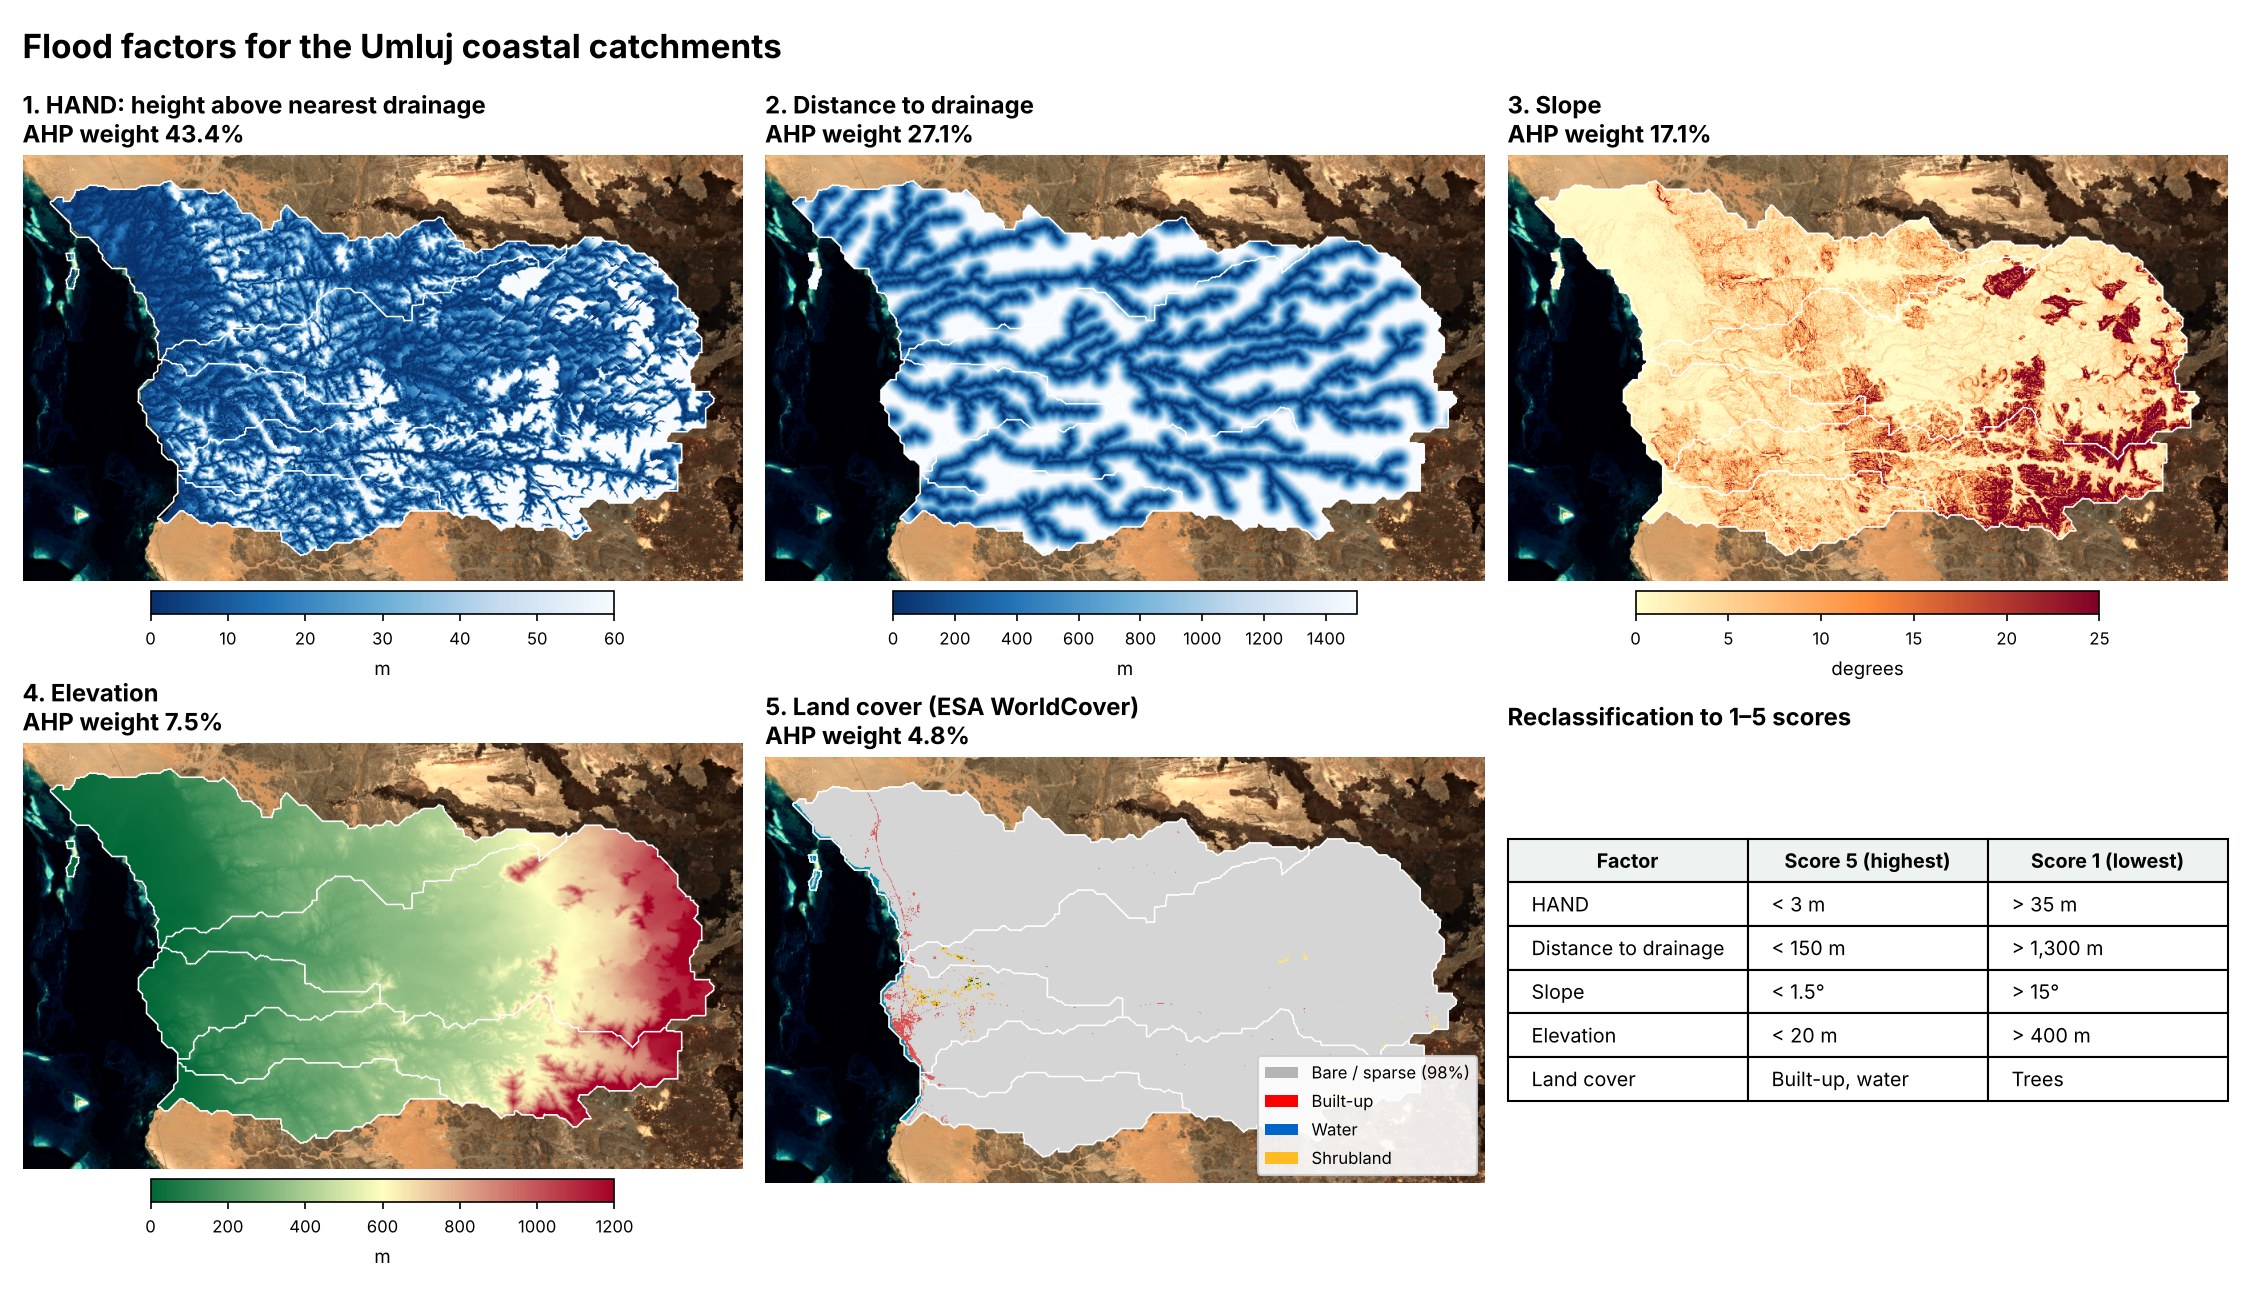 Flood factors for the Umluj coastal catchments
1. HAND: height above nearest drainage
AHP weight 43.4%
0 10 20 30 40 50 60
m
2. Distance to drainage
AHP weight 27.1%
0 200 400 600 800 1000 1200 1400
m
3. Slope
AHP weight 17.1%
0 5 10 15 20 25
degrees
4. Elevation
AHP weight 7.5%
0 200 400 600 800 1000 1200
m
5. Land cover (ESA WorldCover)
AHP weight 4.8%
Bare / sparse (98%)
Built-up
Water
Shrubland
Reclassification to 1–5 scores
Factor Score 5 (highest) Score 1 (lowest)
HAND < 3 m > 35 m
Distance to drainage < 150 m > 1,300 m
Slope < 1.5° > 15°
Elevation < 20 m > 400 m
Land cover Built-up, water Trees